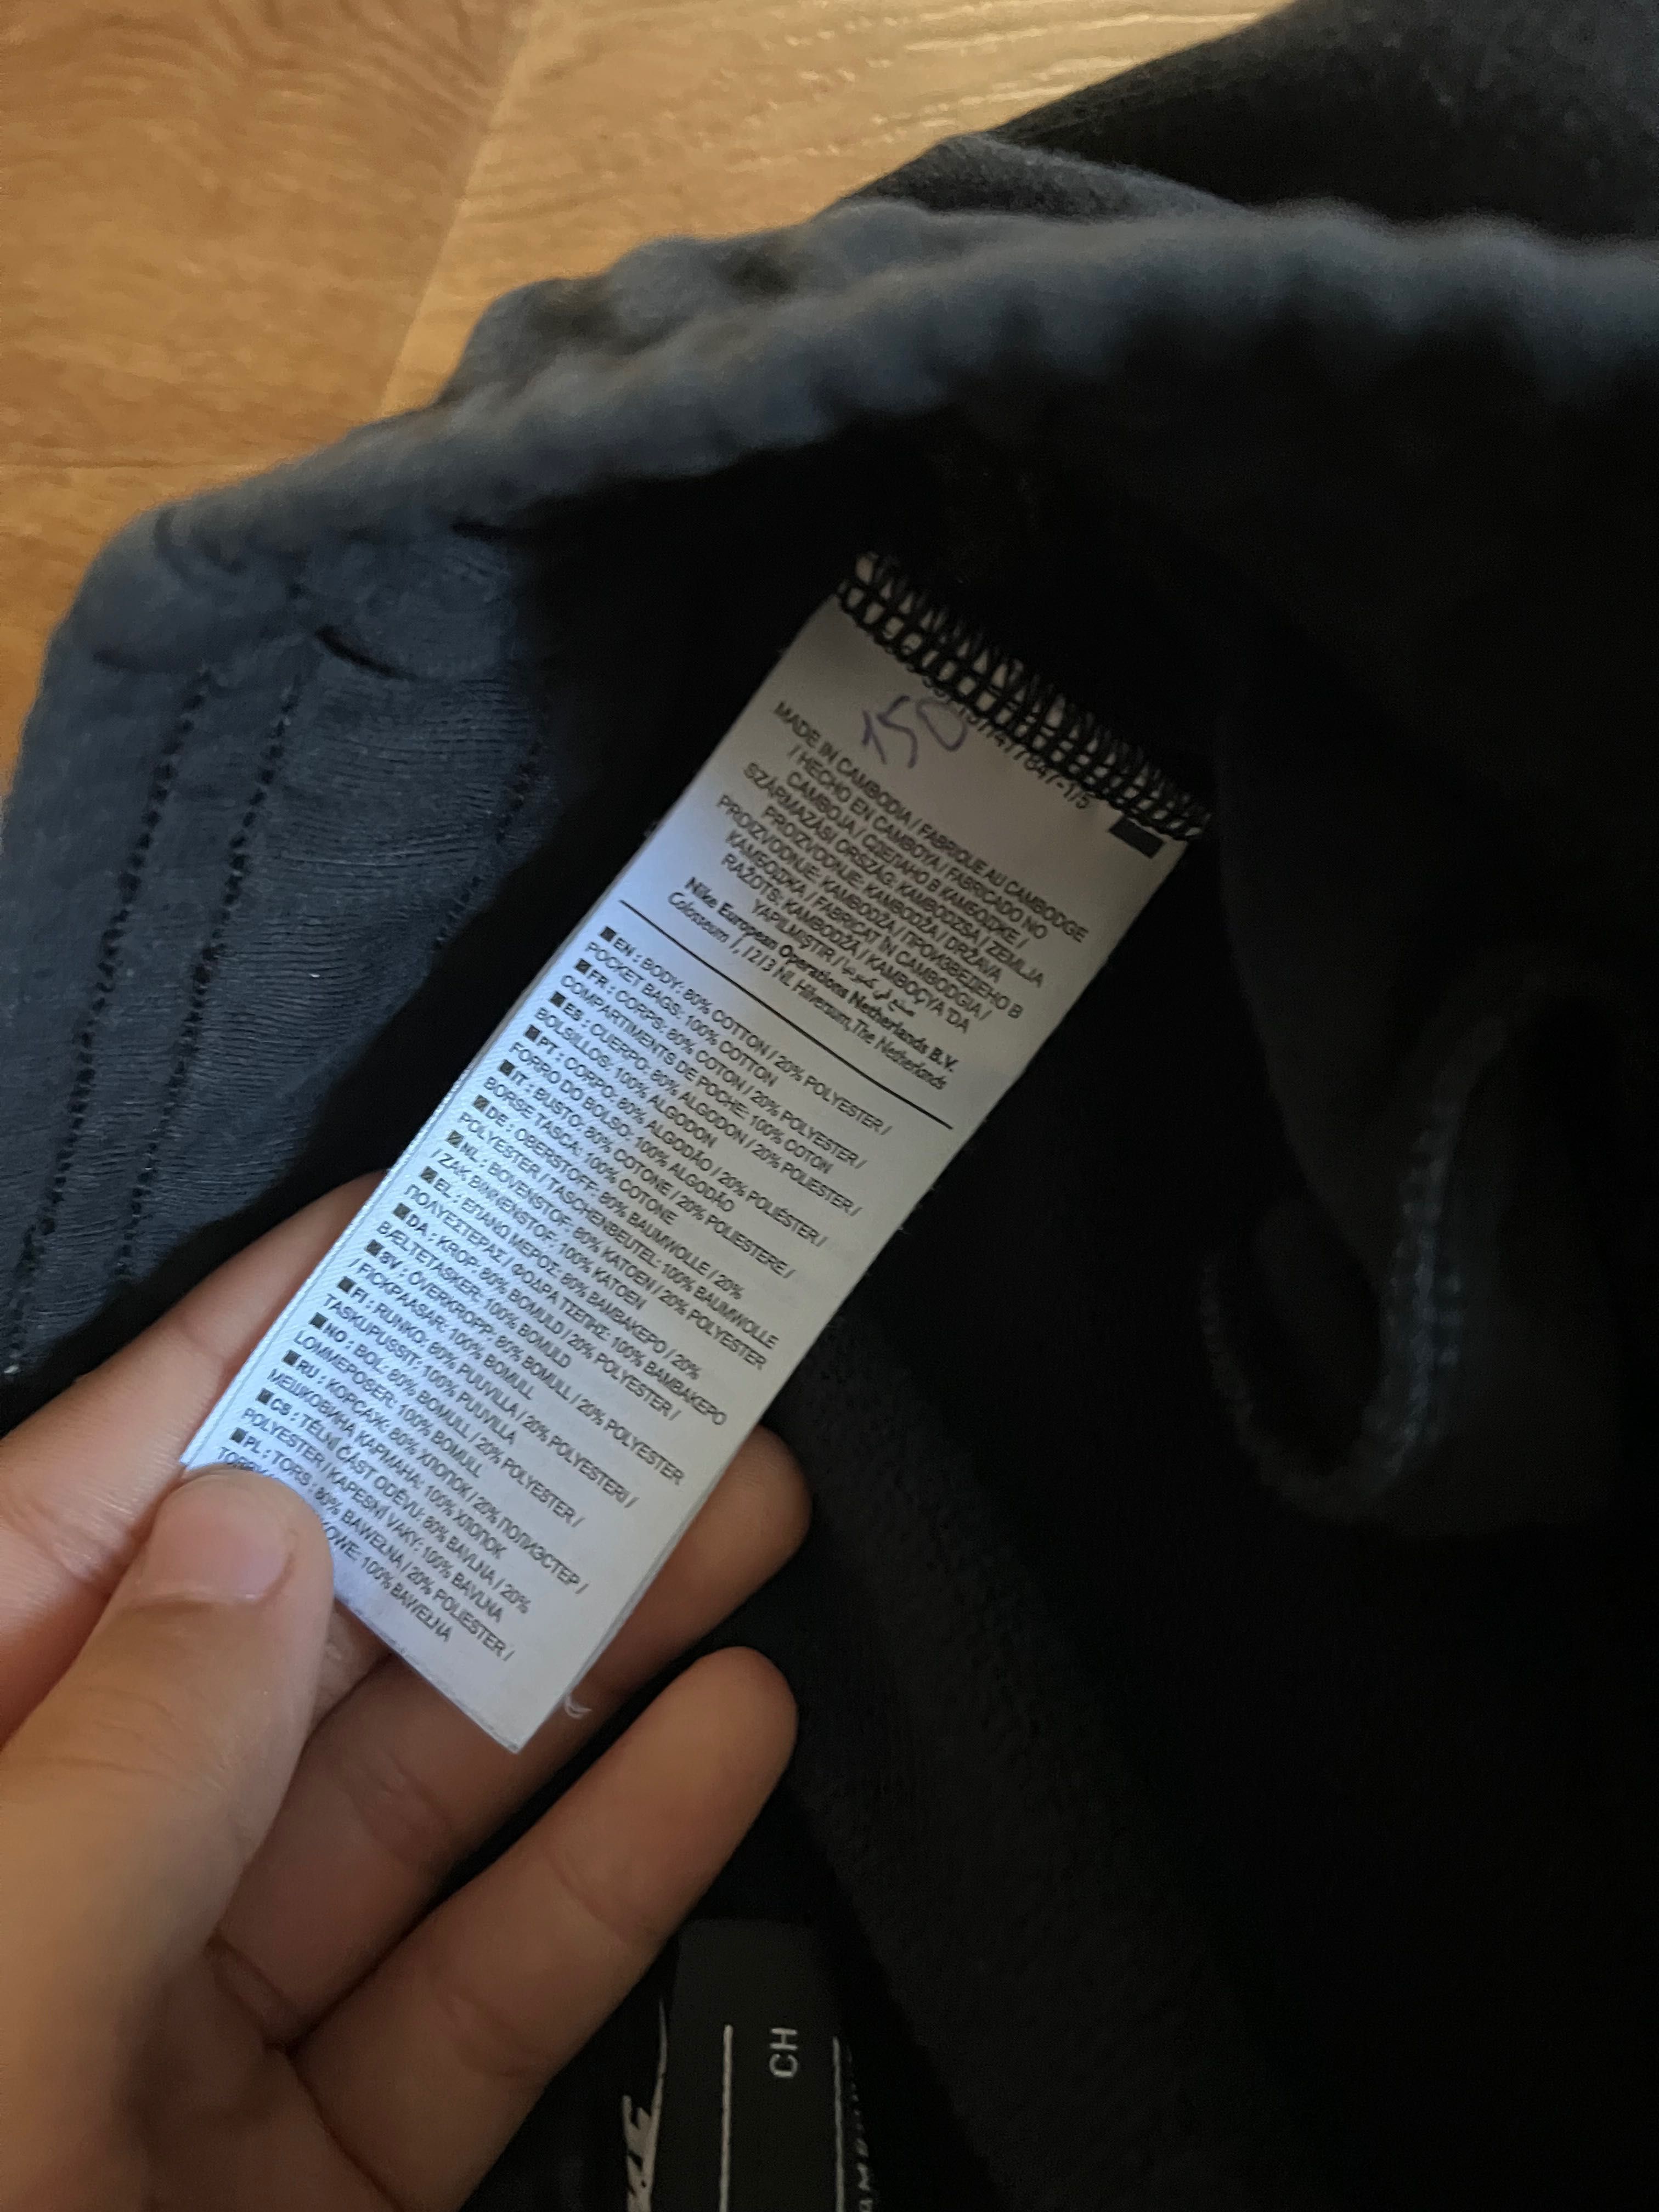 150
MADE IN CAMBODIA / FABRIQUE AU CAMBODGE
/ HECHO EN CAMBOYA / FABRICADO NO
CAMBOJA / СДЕЛАНО В КАМБОДЖЕ /
SZÁRMAZÁSI ORSZÁG: KAMBODZSA / ZEMLJA
PROIZVODNJE: KAMBODŽA / DRŽAVA
PROIZVODNJE: KAMBODŽA / ПРОИЗВЕДЕНО В
КАМБОДЖА / FABRICAT ÎN CAMBODGIA /
RAŽOTS: KAMBODŽA / KAMBOÇYA 'DA
YAPILMIŞTIR /
Nike European Operations Netherlands B.V.
Colosseum 1, 1213 NL Hilversum, The Netherlands
EN : BODY: 80% COTTON / 20% POLYESTER /
POCKET BAGS: 100% COTTON
FR : CORPS: 80% COTON / 20% POLYESTER /
COMPARTIMENTS DE POCHE: 100% COTON
ES : CUERPO: 80% ALGODON / 20% POLIESTER /
BOLSILLOS: 100% ALGODON
PT : CORPO: 80% ALGODÃO / 20% POLIÉSTER /
FORRO DO BOLSO: 100% ALGODÃO
IT : BUSTO: 80% COTONE / 20% POLIESTERE /
BORSE TASCA: 100% COTONE
DE : OBERSTOFF: 80% BAUMWOLLE / 20%
POLYESTER / TASCHENBEUTEL: 100% BAUMWOLLE
NL : BOVENSTOF: 80% KATOEN / 20% POLYESTER
/ ZAK BINNENSTOF: 100% KATOEN
EL : ΕΠΑΝΩ ΜΕΡΟΣ: 80% ΒΑΜΒΑΚΕΡΟ / 20%
ΠΟΛΥΕΣΤΕΡΑΣ / ΦΟΔΡΑ ΤΣΕΠΗΣ: 100% ΒΑΜΒΑΚΕΡΟ
DA : KROP: 80% BOMULD / 20% POLYESTER /
BÆLTETASKER: 100% BOMULD
SV : ÖVERKROPP: 80% BOMULL / 20% POLYESTER
/ FICKPÅSAR: 100% BOMULL
FI : RUNKO: 80% PUUVILLA / 20% POLYESTERI /
TASKUPUSSIT: 100% PUUVILLA
NO : BOL: 80% BOMULL / 20% POLYESTER /
LOMMEPOSER: 100% BOMULL
RU : КОРСАЖ: 80% ХЛОПОК / 20% ПОЛИЭСТЕР /
МЕШКОВИНА КАРМАНА: 100% ХЛОПОК
CS : TĚLNÍ ČÁST ODĚVU: 80% BAVLNA / 20%
POLYESTER / KAPESNÍ VAKY: 100% BAVLNA
PL : TORS: 80% BAWEŁNA / 20% POLIESTER /
100% BAWEŁNA
CH